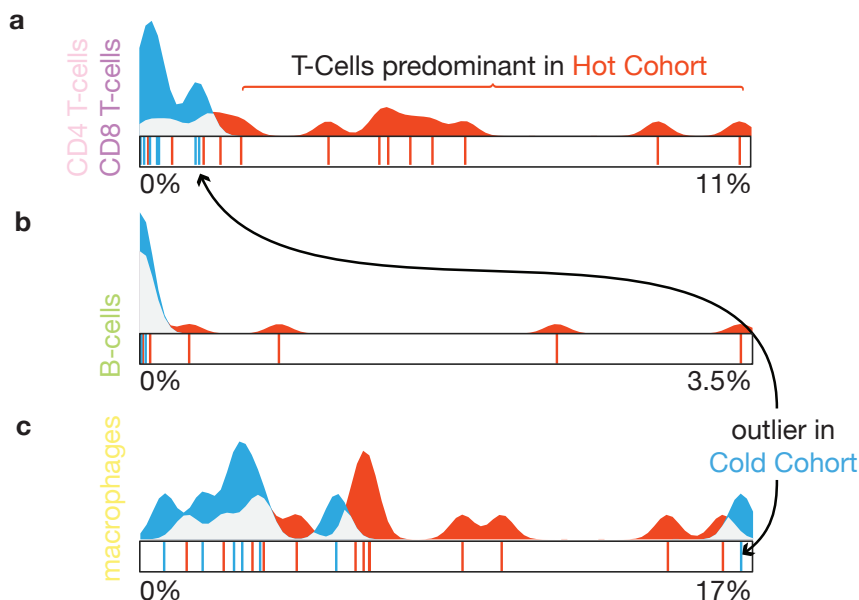 a
CD4 T-cells
CD8 T-cells
T-Cells predominant in Hot Cohort
0%
11%
b
B-cells
0%
3.5%
c
macrophages
outlier in
Cold Cohort
0%
17%